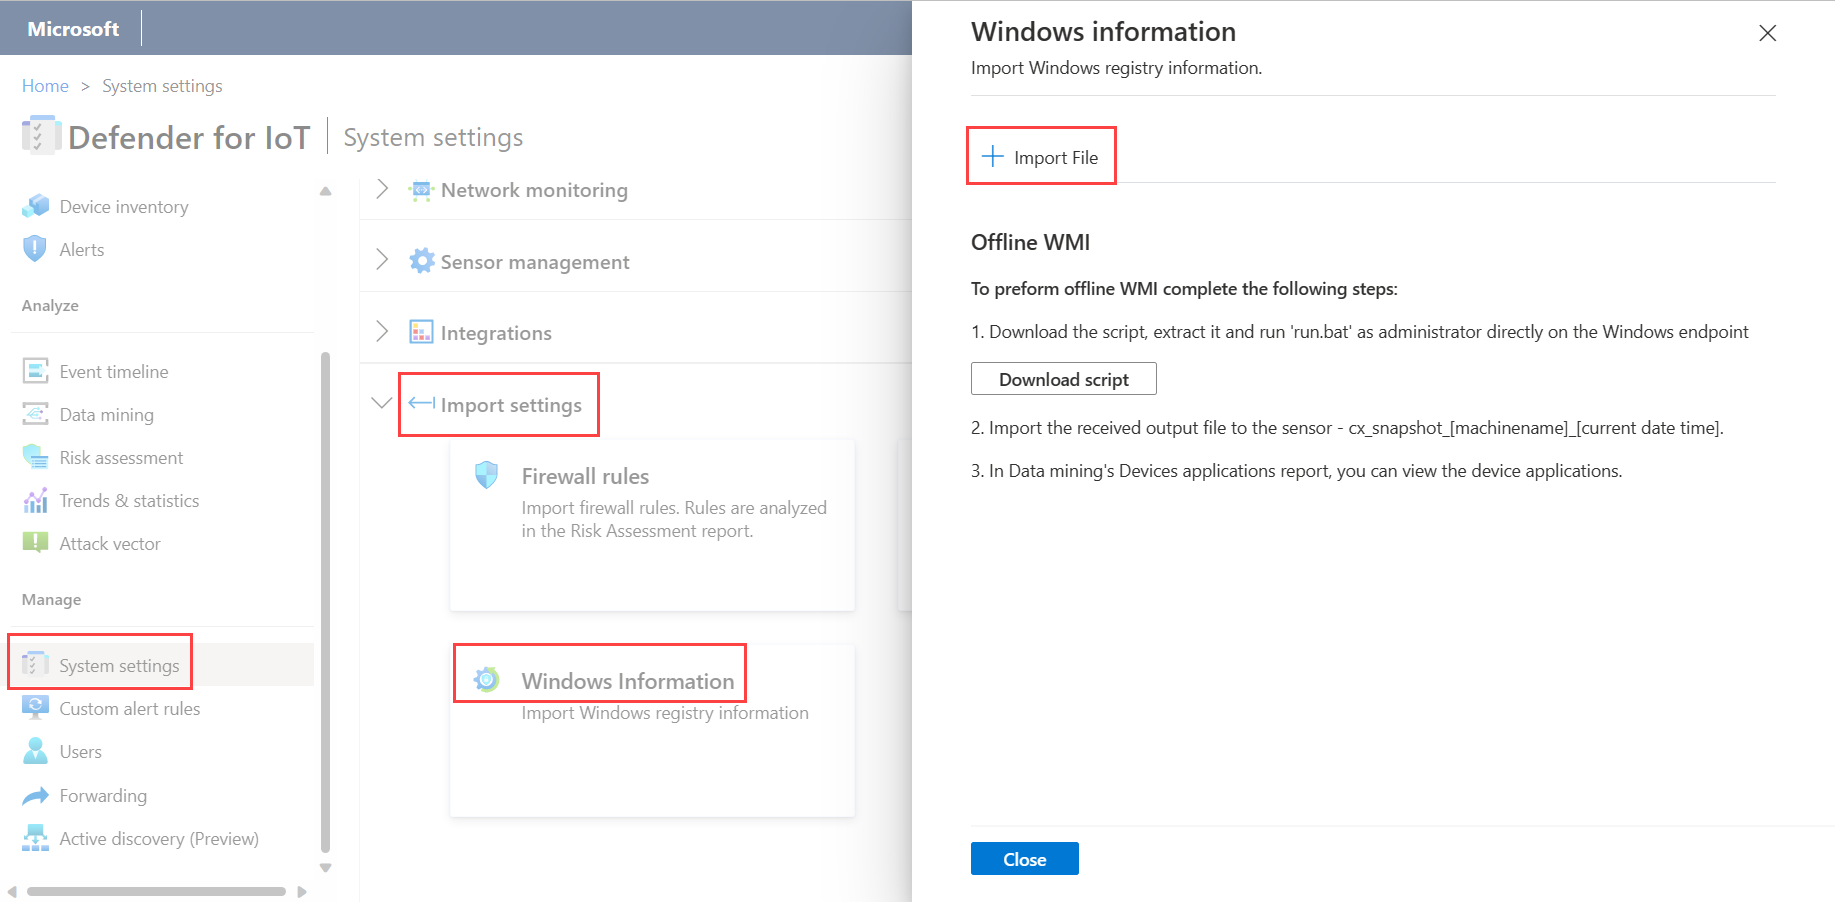 Microsoft
Home > System settings
Defender for IoT | System settings
Device inventory
Alerts
Analyze
Event timeline
Data mining
Risk assessment
Trends & statistics
Attack vector
Manage
System settings
Custom alert rules
Users
Forwarding
Active discovery (Preview)
Network monitoring
Sensor management
Integrations
Import settings
Firewall rules
Import firewall rules. Rules are analyzed
in the Risk Assessment report.
Windows Information
Import Windows registry information
Windows information
Import Windows registry information.
Import File
Offline WMI
To preform offline WMI complete the following steps:
1. Download the script, extract it and run 'run.bat' as administrator directly on the Windows endpoint
Download script
2. Import the received output file to the sensor - cx_snapshot_[machinename]_[current date time].
3. In Data mining's Devices applications report, you can view the device applications.
Close